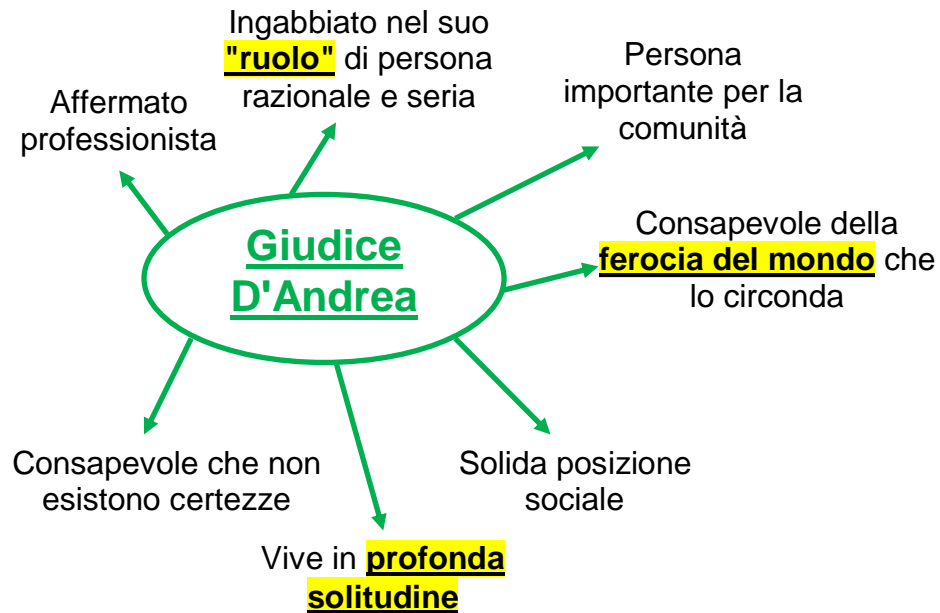 Ingabbiato nel suo
"ruolo" di persona
razionale e seria
Persona
importante per la
comunità
Affermato
professionista
Consapevole della
ferocia del mondo che
lo circonda
Giudice
D'Andrea
Consapevole che non
esistono certezze
Solida posizione
sociale
Vive in profonda
solitudine